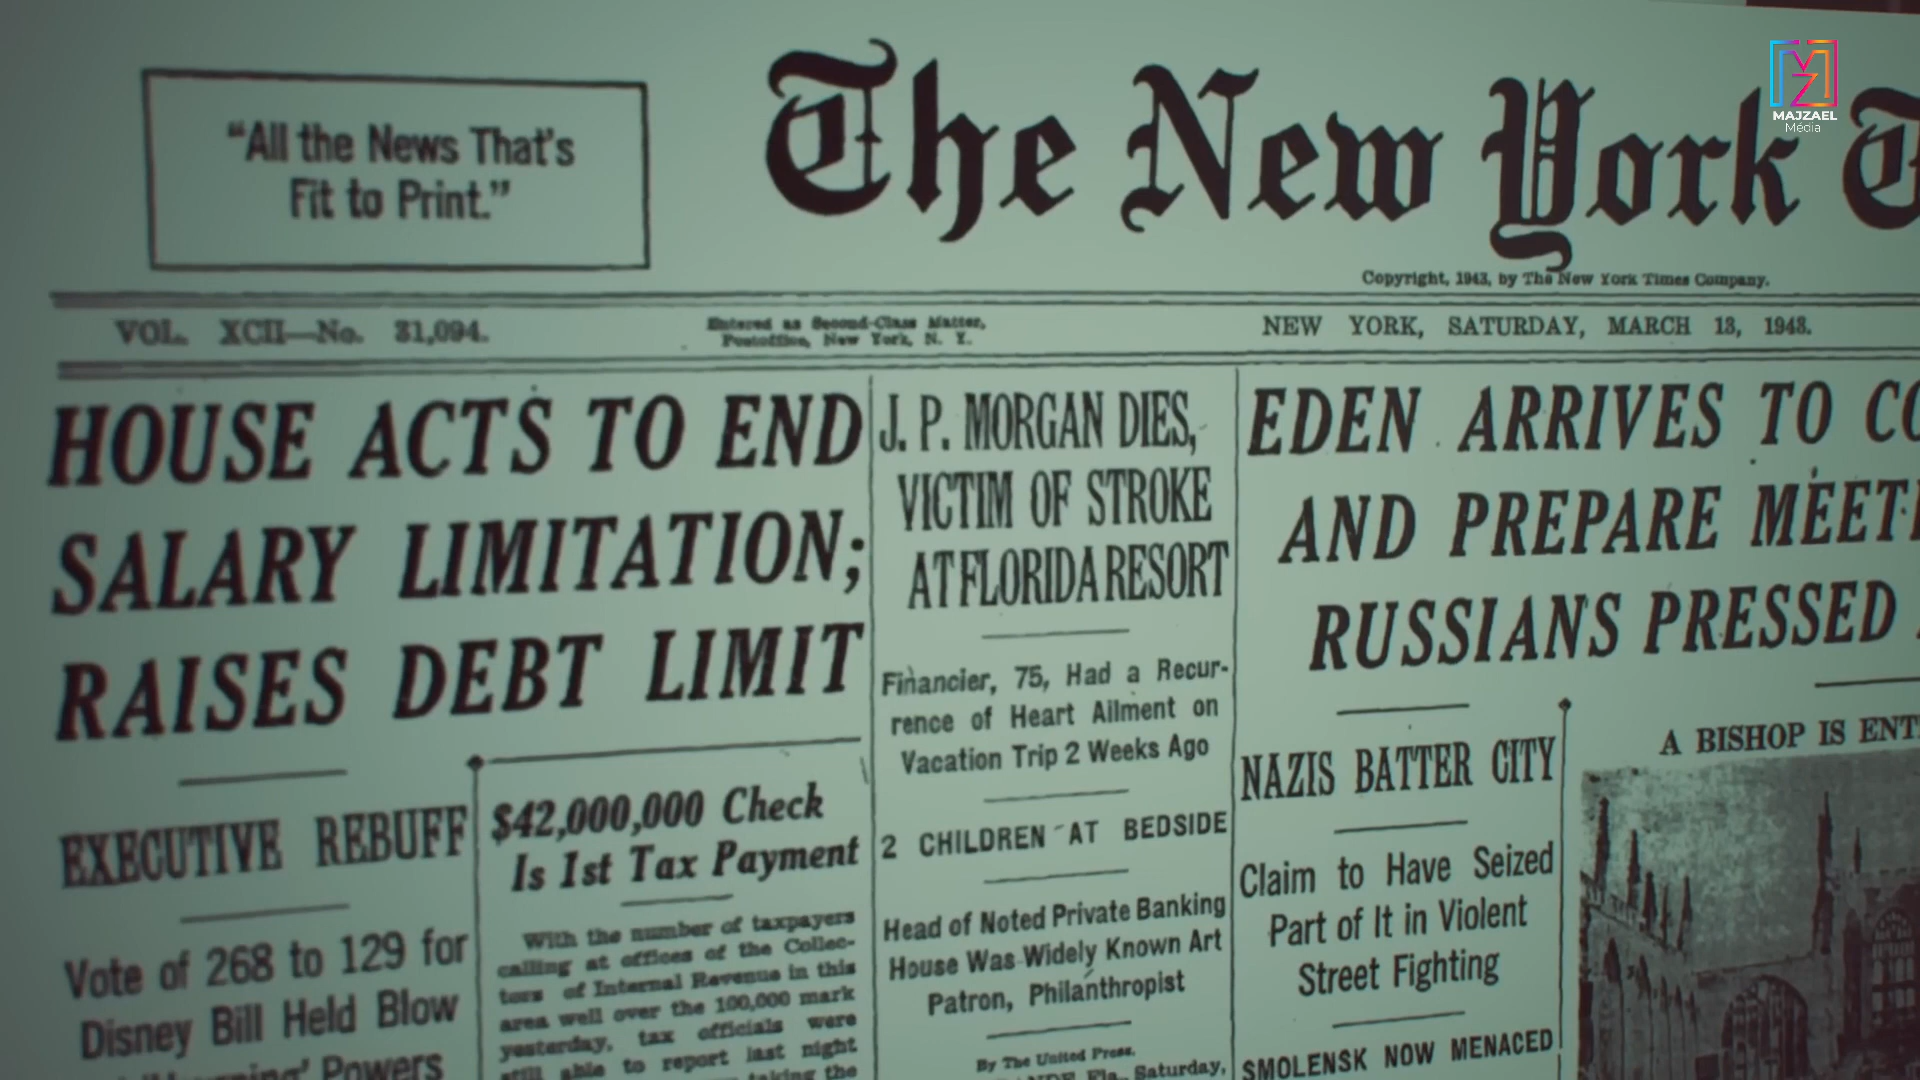 MAJZAEL
Média
"All the News That's
Fit to Print."
The New York
Copyright, 1943, by The New York Times Company.
VOL. XCII—No. 31,094.
Entered as Second-Class Matter,
Postoffice, New York, N. Y.
NEW YORK, SATURDAY, MARCH 13, 1943.
HOUSE ACTS TO END
SALARY LIMITATION;
RAISES DEBT LIMIT
EXECUTIVE REBUFF
Vote of 268 to 129 for
Disney Bill Held Blow
Powers
$42,000,000 Check
Is 1st Tax Payment
With the number of taxpayers
calling at offices of the Collec-
tors of Internal Revenue in this
area well over the 100,000 mark
yesterday, tax officials were
still able to report last night
taking the
J. P. MORGAN DIES,
VICTIM OF STROKE
AT FLORIDA RESORT
Financier, 75, Had a Recur-
rence of Heart Ailment on
Vacation Trip 2 Weeks Ago
2 CHILDREN AT BEDSIDE
Head of Noted Private Banking
House Was Widely Known Art
Patron, Philanthropist
By The United Press.
Fla., Saturday,
EDEN ARRIVES TO CO
AND PREPARE MEETI
RUSSIANS PRESSED
NAZIS BATTER CITY
Claim to Have Seized
Part of It in Violent
Street Fighting
SMOLENSK NOW MENACED
A BISHOP IS ENT